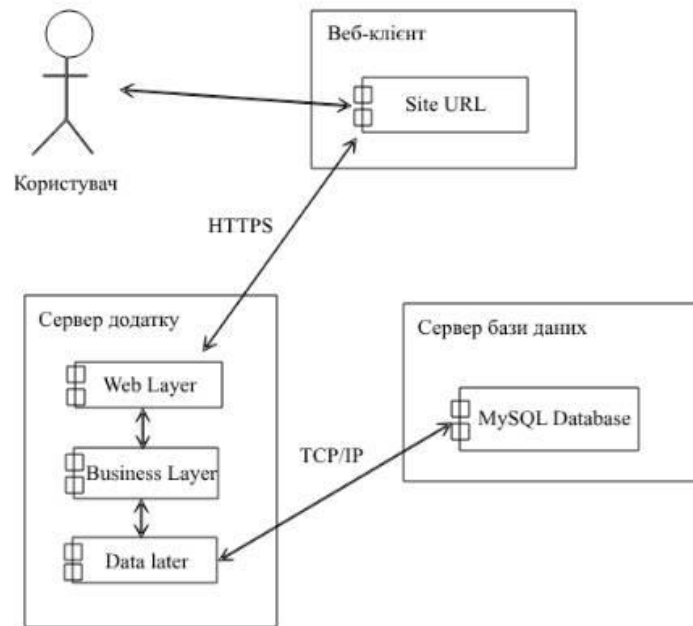 Веб-клієнт
Site URL
Користувач
HTTPS
Сервер додатку
Web Layer
Business Layer
Data later
TCP/IP
Сервер бази даних
MySQL Database